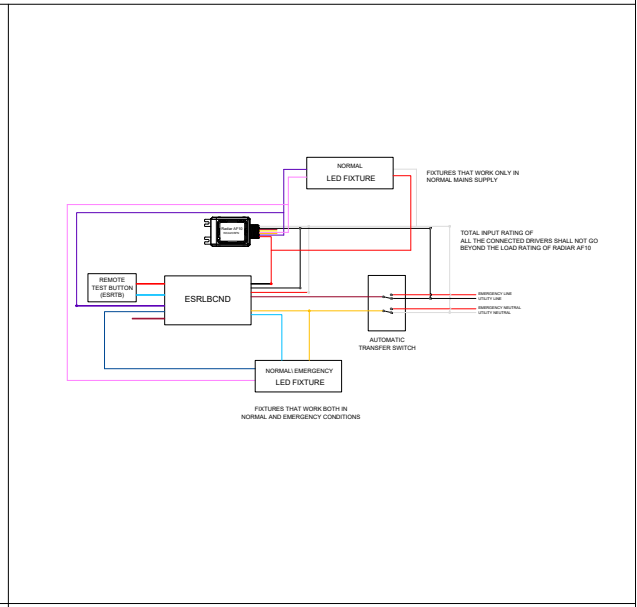 NORMAL
LED FIXTURE
FIXTURES THAT WORK ONLY IN
NORMAL MAINS SUPPLY
Radiar AF10
TOTAL INPUT RATING OF
ALL THE CONNECTED DRIVERS SHALL NOT GO
BEYOND THE LOAD RATING OF RADIAR AF10
REMOTE
TEST BUTTON
(ESRTB)
ESRLBCND
EMERGENCY LINE
UTILITY LINE
EMERGENCY NEUTRAL
UTILITY NEUTRAL
AUTOMATIC
TRANSFER SWITCH
NORMAL\ EMERGENCY
LED FIXTURE
FIXTURES THAT WORK BOTH IN
NORMAL AND EMERGENCY CONDITIONS